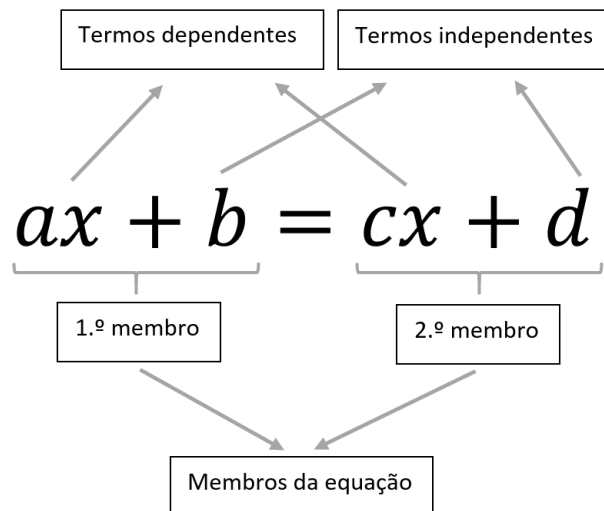 Termos dependentes
Termos independentes
ax + b = cx + d
1.º membro
2.º membro
Membros da equação